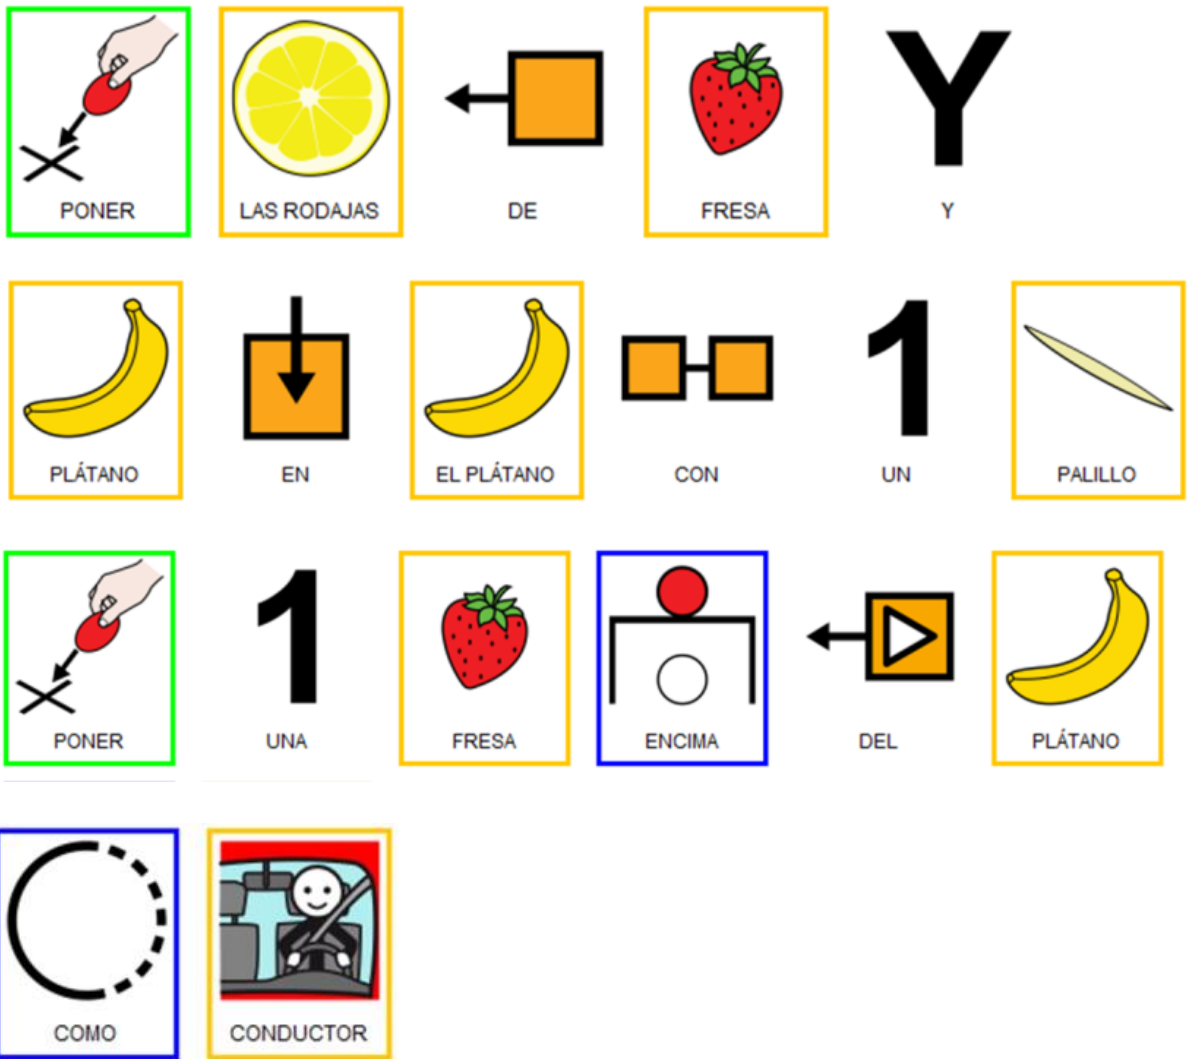 PONER LAS RODAJAS DE FRESA Y
PLÁTANO EN EL PLÁTANO CON UN PALILLO
PONER UNA FRESA ENCIMA DEL PLÁTANO
COMO CONDUCTOR